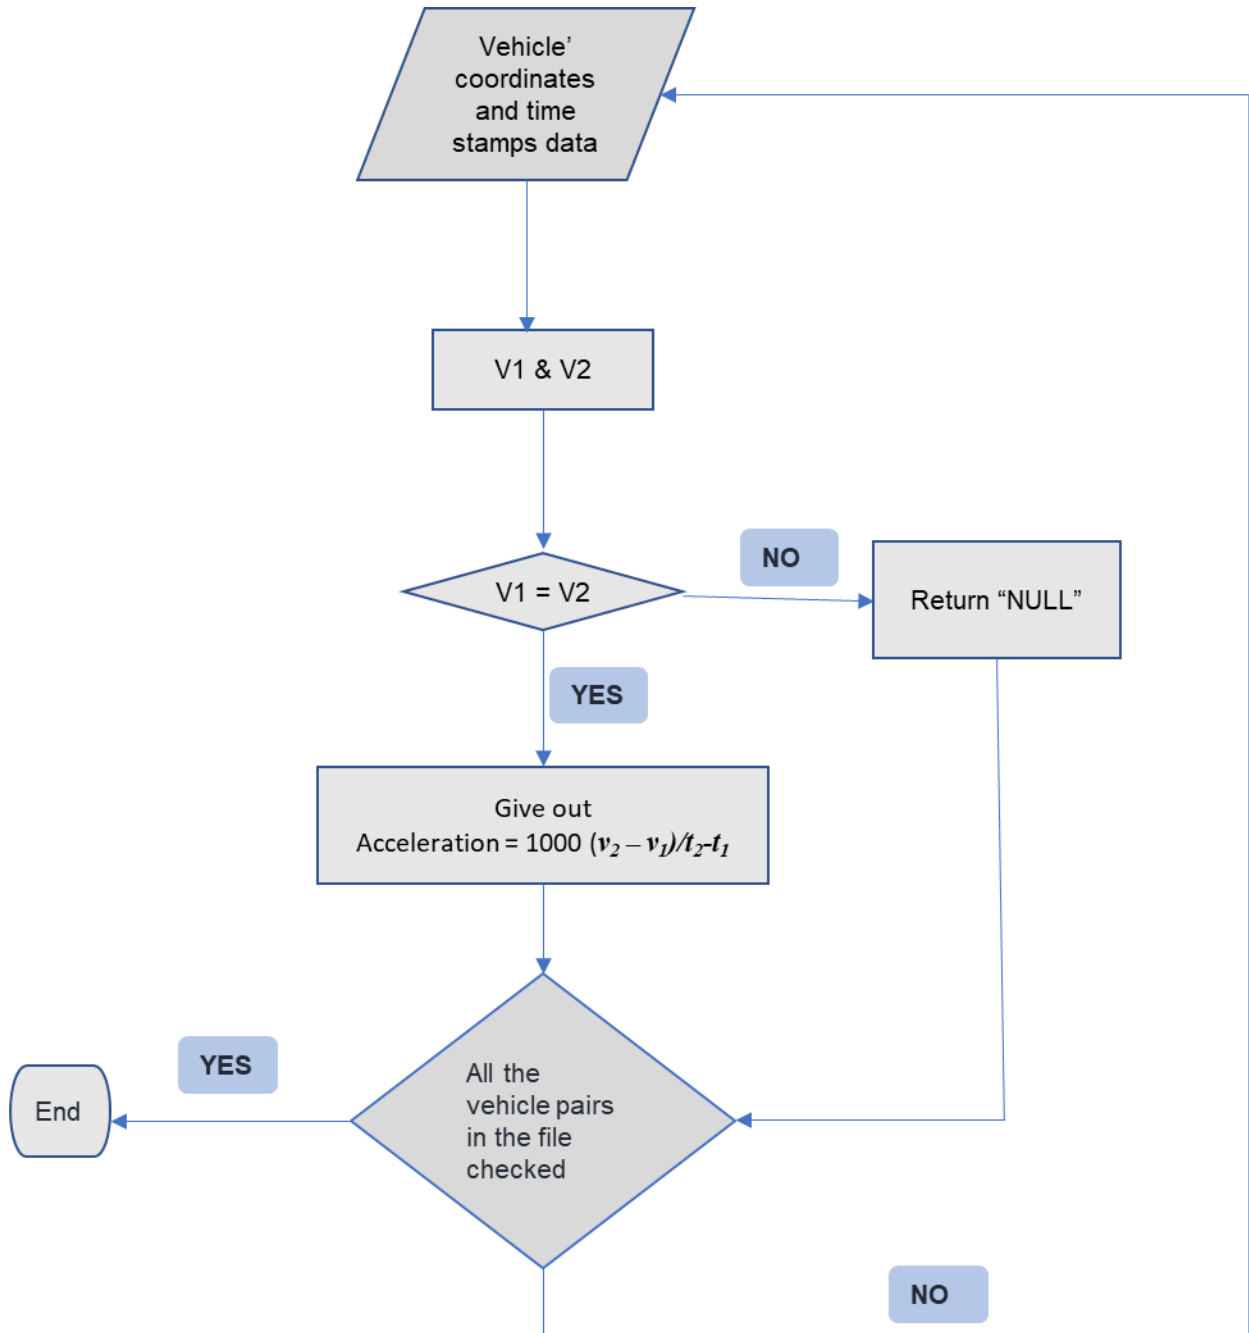 Vehicle’
coordinates
and time
stamps data
V1 & V2
V1 = V2
NO
Return “NULL”
YES
Give out
Acceleration = 1000 (v₂ – v₁)/t₂-t₁
All the
vehicle pairs
in the file
checked
YES
End
NO